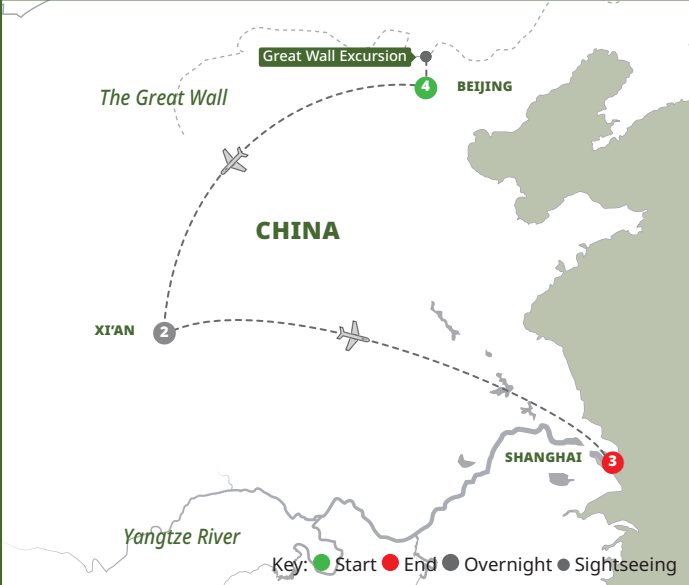 Great Wall Excursion
The Great Wall
4
BEIJING
CHINA
XI'AN
2
SHANGHAI
3
Yangtze River
Key: Start End Overnight Sightseeing